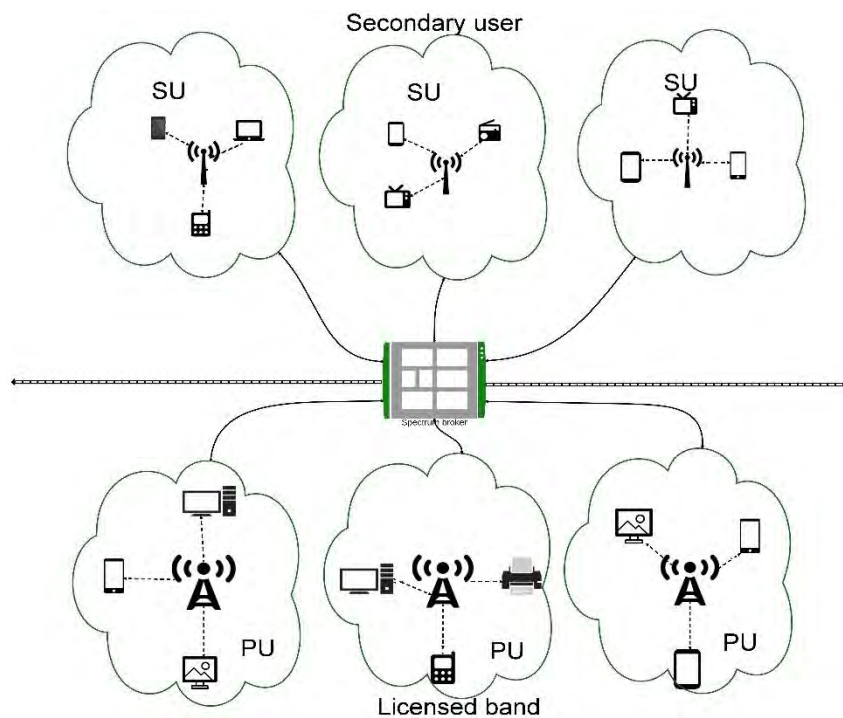 Secondary user
SU
SU
SU
Spectrum broker
PU
PU
PU
Licensed band